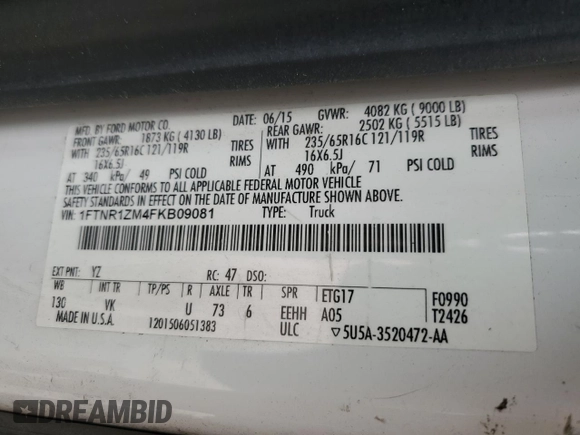 MFD. BY FORD MOTOR CO. DATE: 06/15 GVWR: 4082 KG ( 9000 LB)
FRONT GAWR: 1873 KG ( 4130 LB) REAR GAWR: 2502 KG ( 5515 LB)
WITH 235/65R16C 121/119R TIRES WITH 235/65R16C 121/119R TIRES
16X6.5J RIMS 16X6.5J RIMS
AT 340 kPa/ 49 PSI COLD AT 490 kPa/ 71 PSI COLD
THIS VEHICLE CONFORMS TO ALL APPLICABLE FEDERAL MOTOR VEHICLE
SAFETY STANDARDS IN EFFECT ON THE DATE OF MANUFACTURE SHOWN ABOVE.
VIN: 1FTNR1ZM4FKB09081 TYPE: Truck
EXT PNT: YZ RC: 47 DSO:
WB INT TR TP/PS R AXLE TR SPR ETG17 F0990
130 VK U 73 6 EEHH A05 T2426
MADE IN U.S.A. 1201506051383 ULC ▽5U5A-3520472-AA
DREAMBID